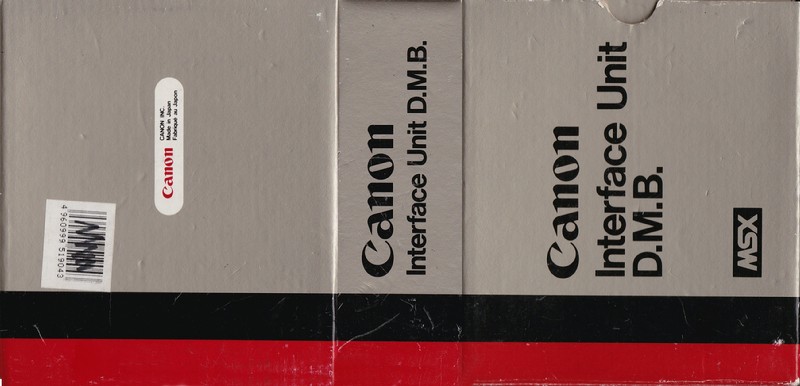 Canon
CANON INC.
Made in Japan
Fabriqué au Japon
4 960999 519043
Canon
Interface Unit D.M.B.
Canon
Interface Unit
D.M.B.
MSX